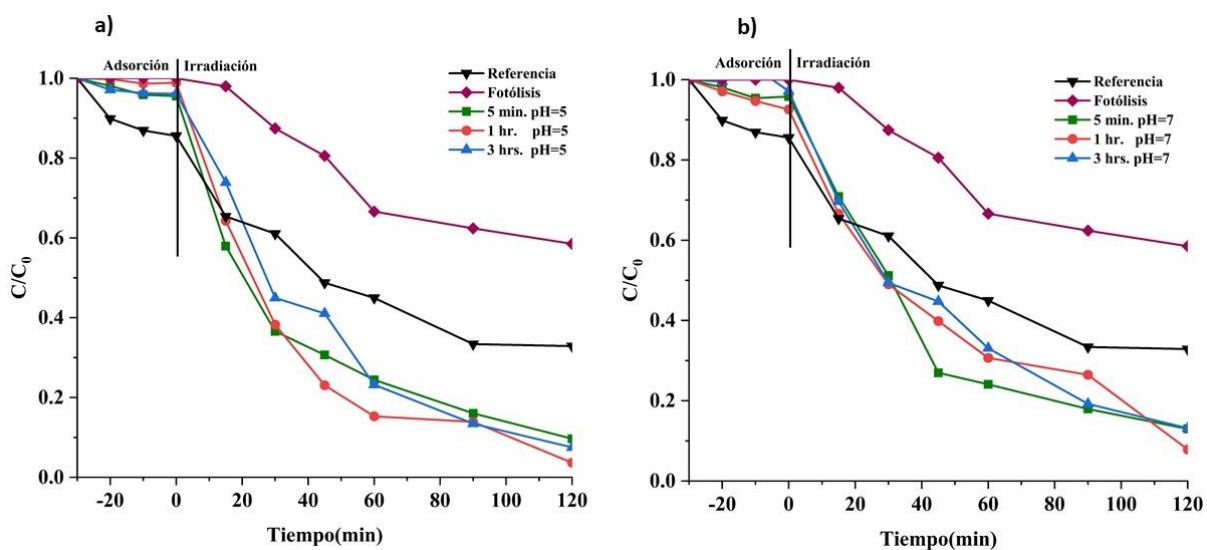 a)
Adsorción Irradiación
Referencia
Fotólisis
5 min. pH=5
1 hr. pH=5
3 hrs. pH=5
1.0
0.8
0.6
0.4
0.2
0.0
C/C0
-20 0 20 40 60 80 100 120
Tiempo(min)
b)
Adsorción Irradiación
Referencia
Fotólisis
5 min. pH=7
1 hr. pH=7
3 hrs. pH=7
1.0
0.8
0.6
0.4
0.2
0.0
C/C0
-20 0 20 40 60 80 100 120
Tiempo(min)